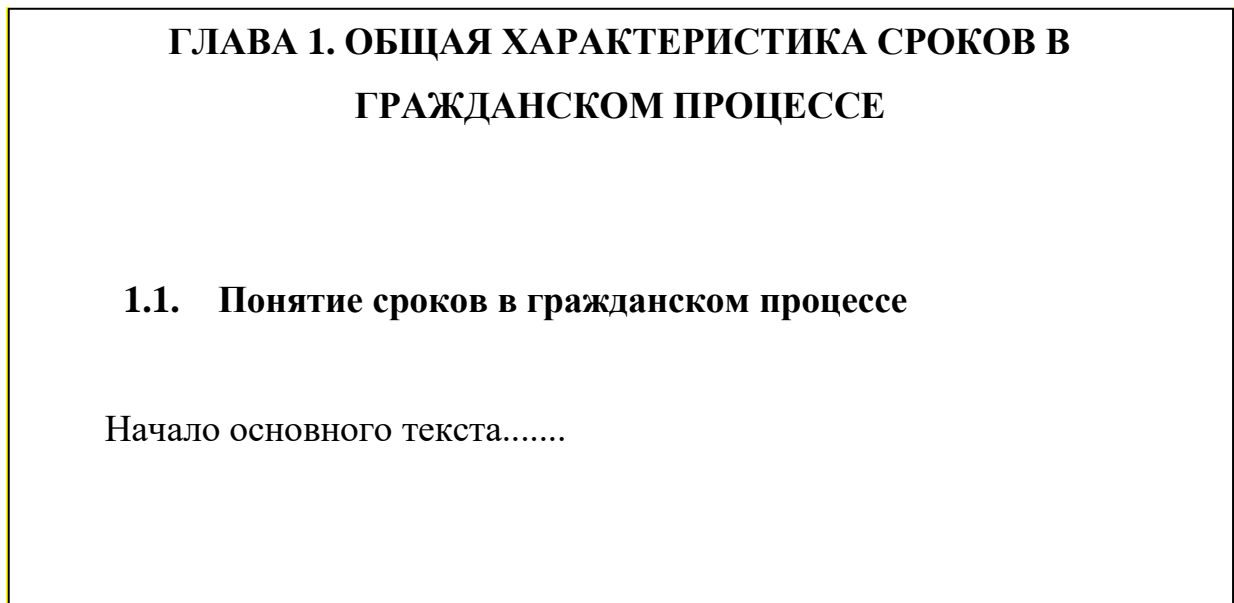 ГЛАВА 1. ОБЩАЯ ХАРАКТЕРИСТИКА СРОКОВ В
ГРАЖДАНСКОМ ПРОЦЕССЕ
1.1. Понятие сроков в гражданском процессе
Начало основного текста.......